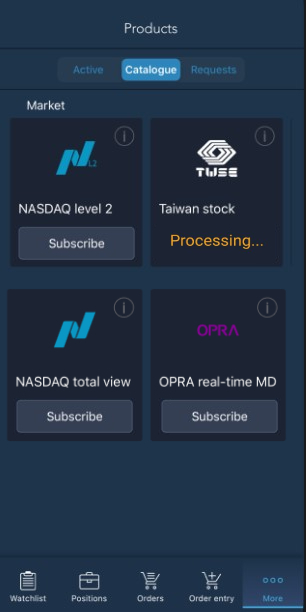 Products
Active Catalogue Requests
Market
L2
TWSE
NASDAQ level 2
Taiwan stock
Subscribe
Processing...
OPRA
NASDAQ total view
OPRA real-time MD
Subscribe
Subscribe
Watchlist Positions Orders Order entry More